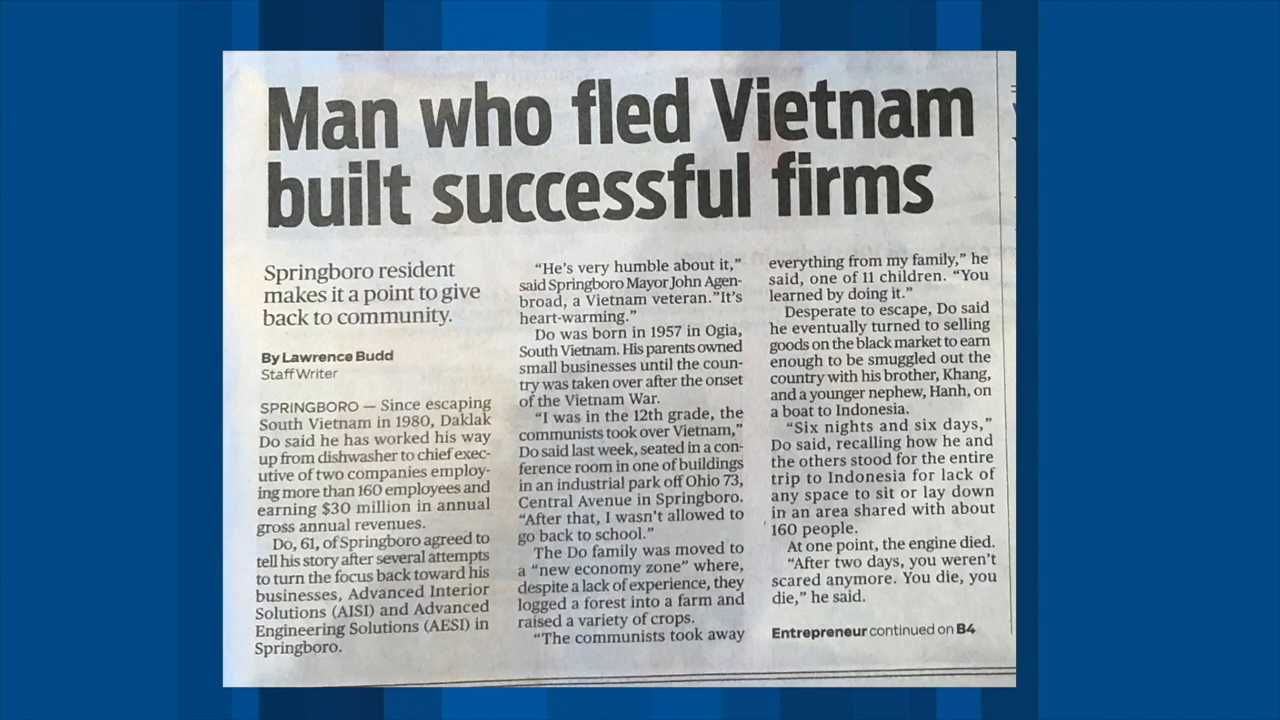 Man who fled Vietnam
built successful firms
Springboro resident
makes it a point to give
back to community.
By Lawrence Budd
Staff Writer
SPRINGBORO — Since escaping
South Vietnam in 1980, Daklak
Do said he has worked his way
up from dishwasher to chief exec-
utive of two companies employ-
ing more than 160 employees and
earning $30 million in annual
gross annual revenues.
Do, 61, of Springboro agreed to
tell his story after several attempts
to turn the focus back toward his
businesses, Advanced Interior
Solutions (AISI) and Advanced
Engineering Solutions (AESI) in
Springboro.
“He’s very humble about it,”
said Springboro Mayor John Agen-
broad, a Vietnam veteran.”It’s
heart-warming.”
Do was born in 1957 in Ogia,
South Vietnam. His parents owned
small businesses until the coun-
try was taken over after the onset
of the Vietnam War.
“I was in the 12th grade, the
communists took over Vietnam,”
Do said last week, seated in a con-
ference room in one of buildings
in an industrial park off Ohio 73,
Central Avenue in Springboro.
“After that, I wasn’t allowed to
go back to school.”
The Do family was moved to
a “new economy zone” where,
despite a lack of experience, they
logged a forest into a farm and
raised a variety of crops.
“The communists took away
everything from my family,” he
said, one of 11 children. “You
learned by doing it.”
Desperate to escape, Do said
he eventually turned to selling
goods on the black market to earn
enough to be smuggled out the
country with his brother, Khang,
and a younger nephew, Hanh, on
a boat to Indonesia.
“Six nights and six days,”
Do said, recalling how he and
the others stood for the entire
trip to Indonesia for lack of
any space to sit or lay down
in an area shared with about
160 people.
At one point, the engine died.
“After two days, you weren’t
scared anymore. You die, you
die,” he said.
Entrepreneur continued on B4